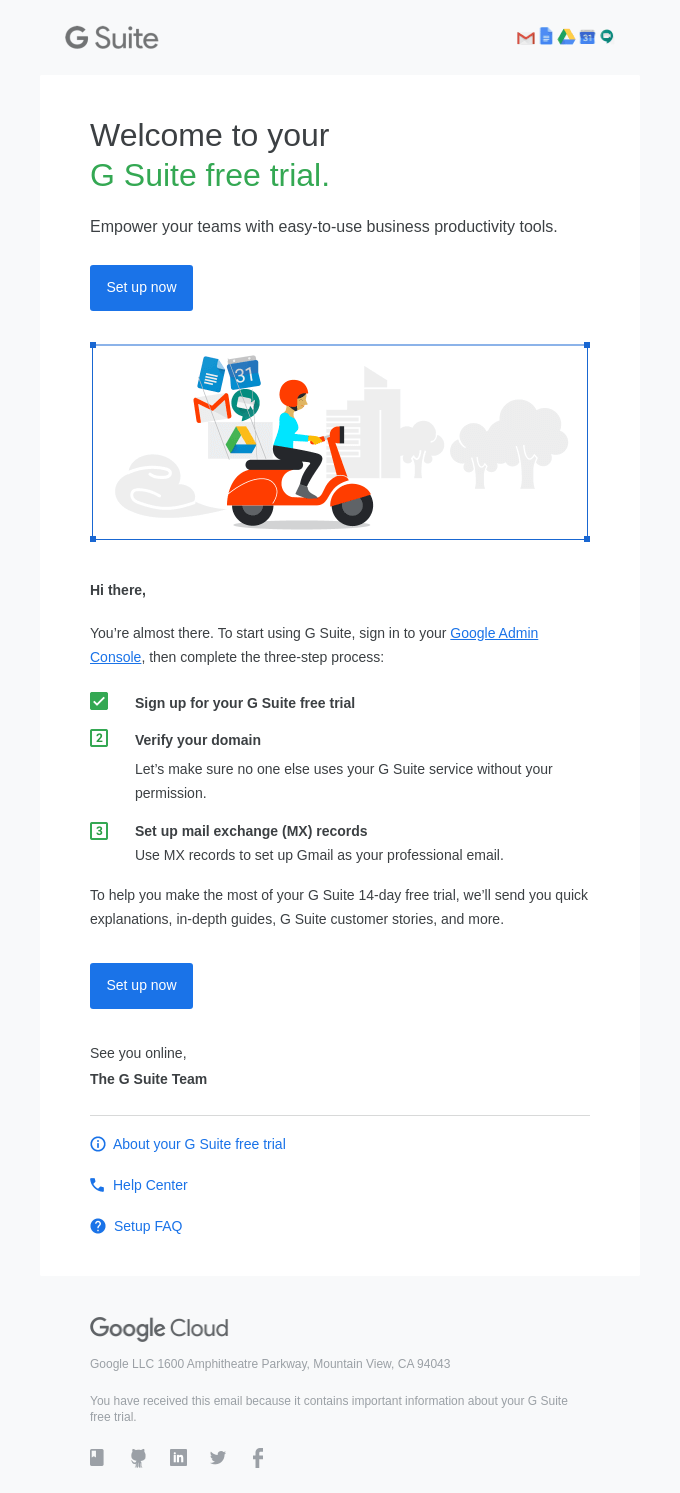 G Suite
31
Welcome to your
G Suite free trial.
Empower your teams with easy-to-use business productivity tools.
Set up now
31
Hi there,
You’re almost there. To start using G Suite, sign in to your Google Admin
Console, then complete the three-step process:
Sign up for your G Suite free trial
2 Verify your domain
Let’s make sure no one else uses your G Suite service without your
permission.
3 Set up mail exchange (MX) records
Use MX records to set up Gmail as your professional email.
To help you make the most of your G Suite 14-day free trial, we’ll send you quick
explanations, in-depth guides, G Suite customer stories, and more.
Set up now
See you online,
The G Suite Team
About your G Suite free trial
Help Center
Setup FAQ
Google Cloud
Google LLC 1600 Amphitheatre Parkway, Mountain View, CA 94043
You have received this email because it contains important information about your G Suite
free trial.